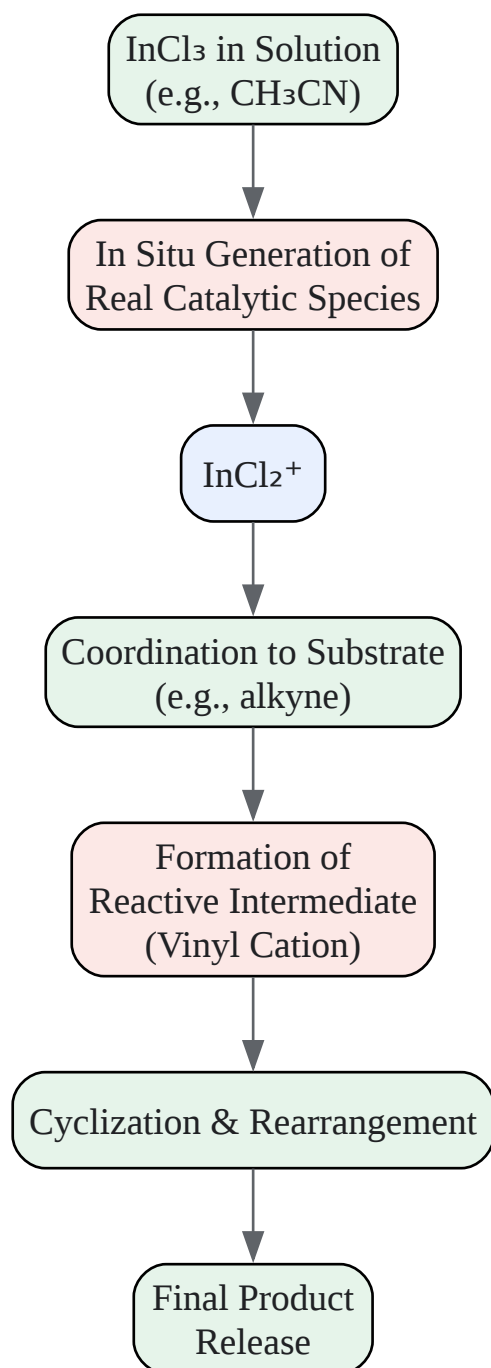 InCl₃ in Solution
(e.g., CH₃CN)
In Situ Generation of
Real Catalytic Species
InCl₂⁺
Coordination to Substrate
(e.g., alkyne)
Formation of
Reactive Intermediate
(Vinyl Cation)
Cyclization & Rearrangement
Final Product
Release